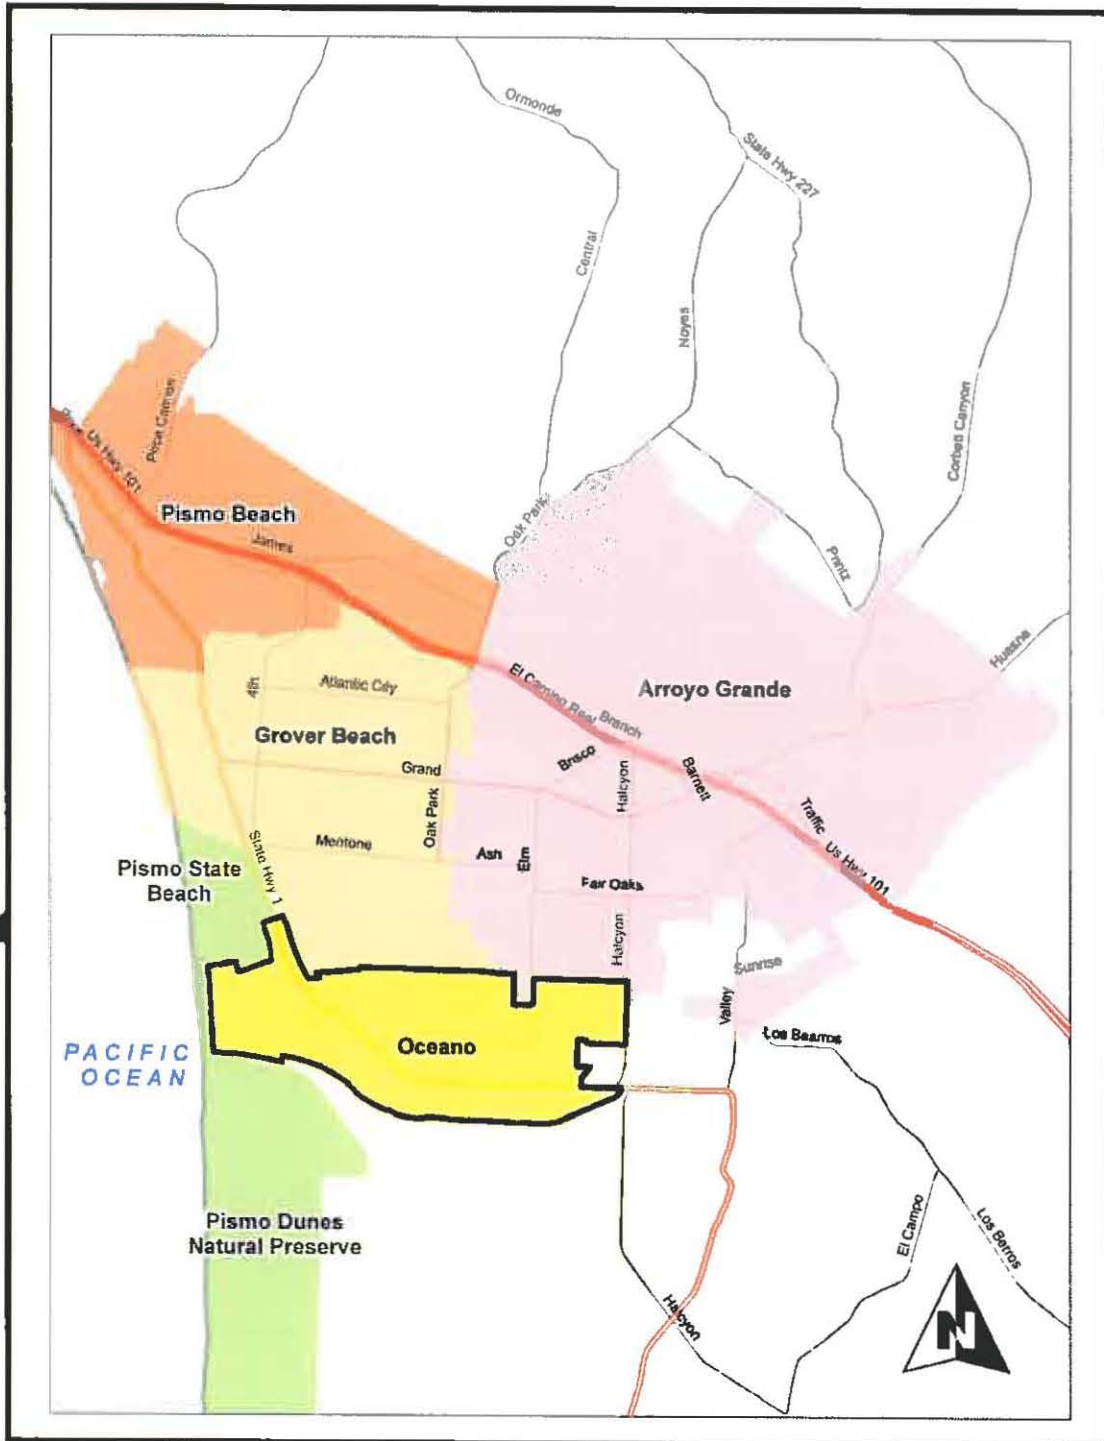 Ormonde
State Hwy 227
Central
Noyes
Price Canyon
Corbett Canyon
Us Hwy 101
Pismo Beach
James
Oak Park
Printz
Huasna
4th
Atlantic City
El Camino Real
Branch
Arroyo Grande
Grover Beach
Brisco
Grand
Halcyon
Barnett
Oak Park
Traffic
Us Hwy 101
State Hwy 1
Mentone
Ash
Elm
Pismo State
Beach
Fair Oaks
Halcyon
Sunrise
Valley
Los Bearros
Oceano
PACIFIC
OCEAN
Pismo Dunes
Natural Preserve
El Campo
Los Berros
Halcyon
N